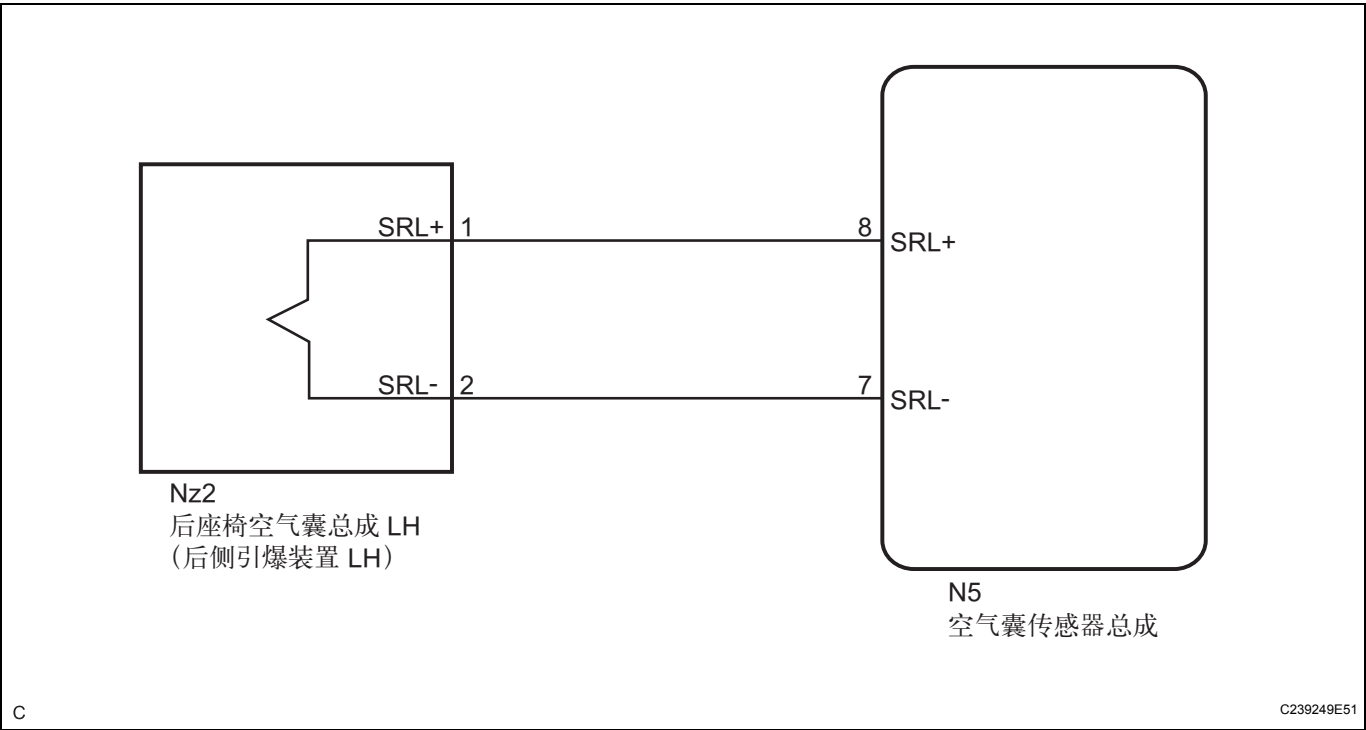 SRL+ 1
8 SRL+
SRL- 2
7 SRL-
Nz2
后座椅空气囊总成 LH
（后侧引爆装置 LH）
N5
空气囊传感器总成
C
C239249E51